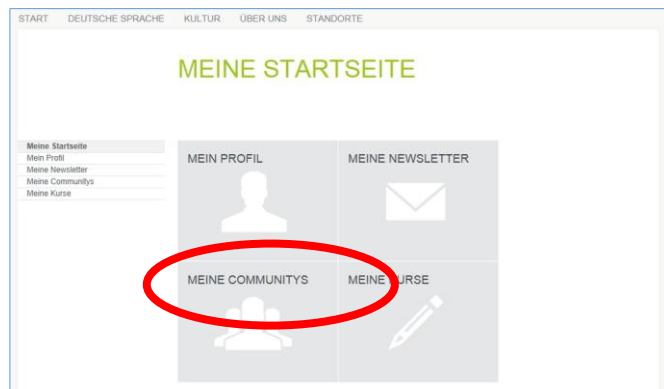 START DEUTSCHE SPRACHE KULTUR ÜBER UNS STANDORTE
MEINE STARTSEITE
Meine Startseite
Mein Profil
Meine Newsletter
Meine Communitys
Meine Kurse
MEIN PROFIL MEINE NEWSLETTER
MEINE COMMUNITYS MEINE KURSE